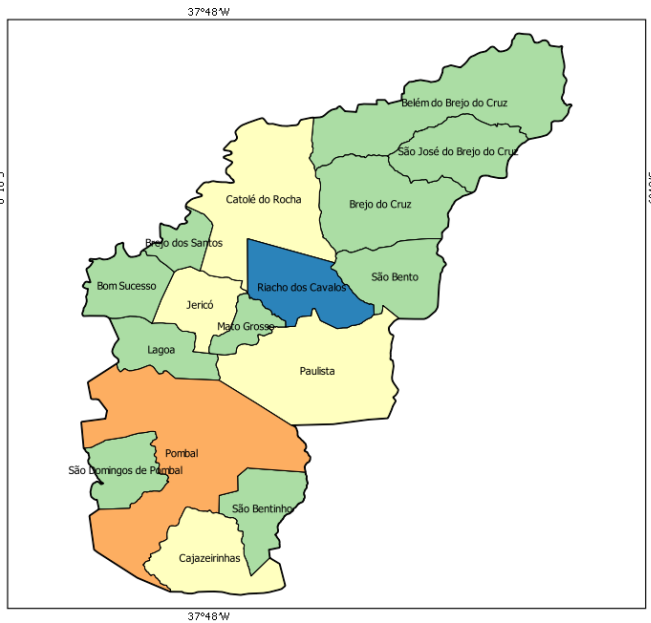 37°48'W
Belém do Brejo do Cruz
São José do Brejo do Cruz
Catolé do Rocha
Brejo do Cruz
Brejo dos Santos
São Bento
Bom Sucesso
Riacho dos Cavalos
Jericó
Mato Grosso
Lagoa
Paulista
Pombal
São Domingos de Pombal
São Bentinho
Cajazeirinhas
37°48'W